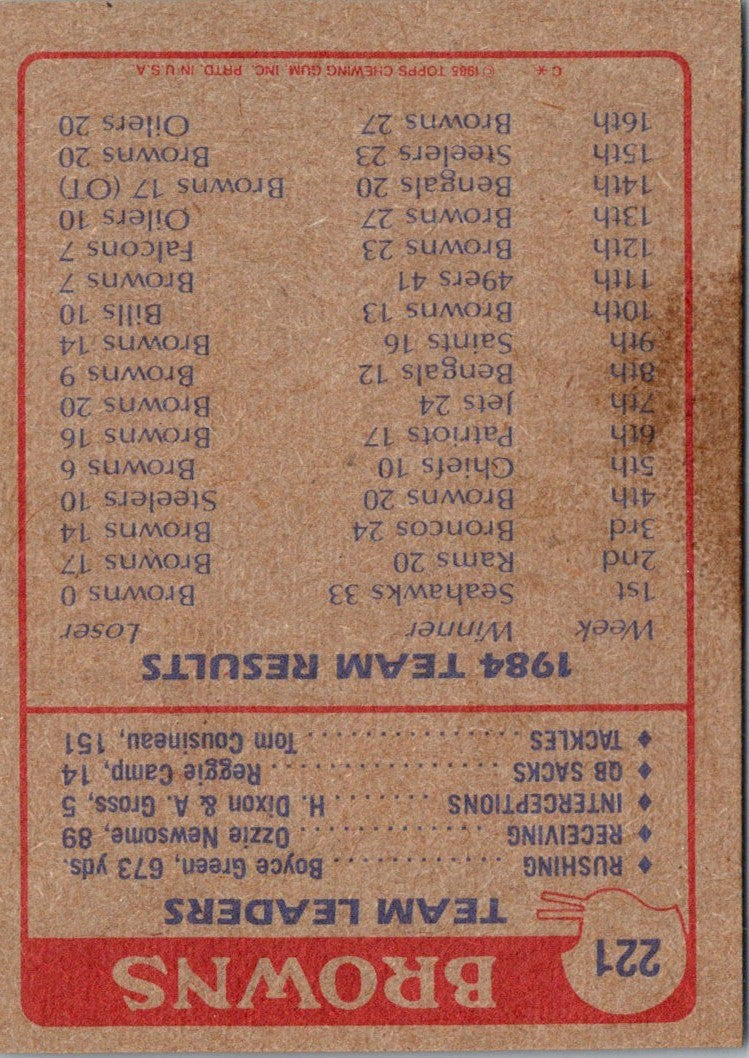 221 BROWNS
TEAM LEADERS
♦ RUSHING . . . . . . . . . . . . Boyce Green, 673 yds.
♦ RECEIVING . . . . . . . . . . . . Ozzie Newsome, 89
♦ INTERCEPTIONS . . . . . . . . H. Dixon & A. Gross, 5
♦ QB SACKS . . . . . . . . . . . . . . . Reggie Camp, 14
♦ TACKLES . . . . . . . . . . . . . . Tom Cousineau, 151
1984 TEAM RESULTS
Week Winner Loser
1st Seahawks 33 Browns 0
2nd Rams 20 Browns 17
3rd Broncos 24 Browns 14
4th Browns 20 Steelers 10
5th Chiefs 10 Browns 6
6th Patriots 17 Browns 16
7th Jets 24 Browns 20
8th Bengals 12 Browns 9
9th Saints 16 Browns 14
10th Browns 13 Bills 10
11th 49ers 41 Browns 7
12th Browns 23 Falcons 7
13th Browns 27 Oilers 10
14th Bengals 20 Browns 17 (OT)
15th Steelers 23 Browns 20
16th Browns 27 Oilers 20
C* © 1985 TOPPS CHEWING GUM INC. PRTD. IN U.S.A